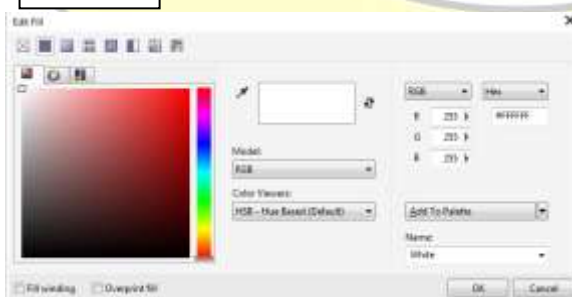 Edit Fill
RGB
Hex
R 255
#FFFFFF
G 255
B 255
Model:
RGB
Color Viewers:
HSB - Hue Based (Default)
Add To Palette
Name:
White
Fill winding
Overprint fill
OK
Cancel